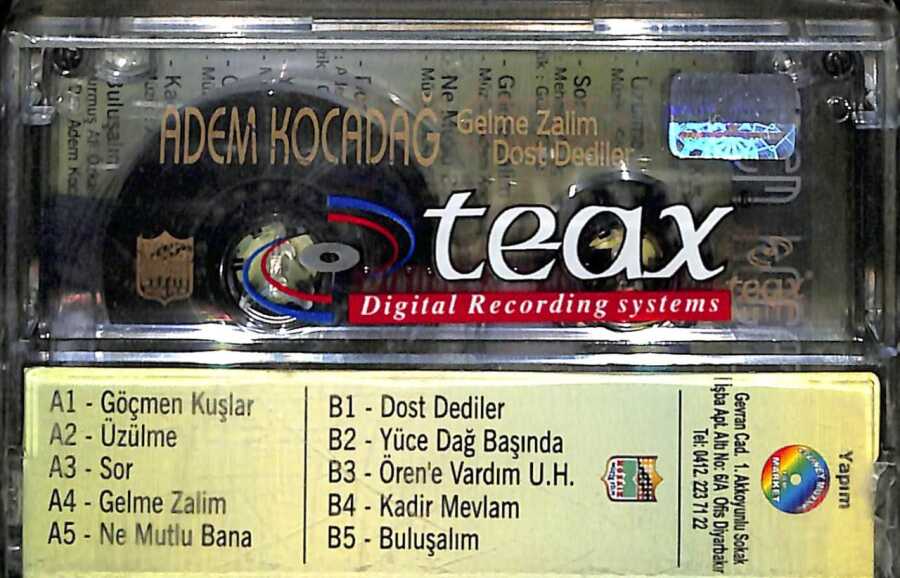 ADEM KOCADAĞ
Gelme Zalim
Dost Dediler
teax
Digital Recording systems
A1 - Göçmen Kuşlar
A2 - Üzülme
A3 - Sor
A4 - Gelme Zalim
A5 - Ne Mutlu Bana
B1 - Dost Dediler
B2 - Yüce Dağ Başında
B3 - Ören'e Vardım U.H.
B4 - Kadir Mevlam
B5 - Buluşalım
Yapım
MARKET
Gevran Cad. 1. Akkoyunlu Sokak
İşba Apt. Altı No: 6/A Ofis Diyarbakır
Tel: 0412. 223 71 22